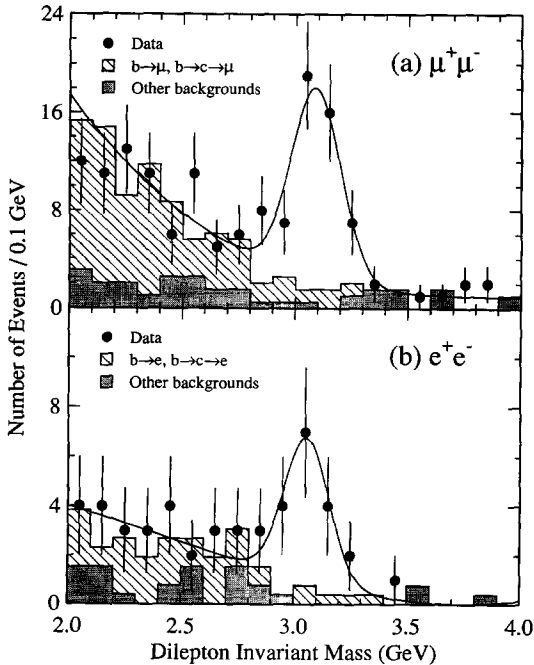 24
Data
b→μ, b→c→μ
Other backgrounds
(a) μ⁺μ⁻
16
8
0
Number of Events / 0.1 GeV
Data
b→e, b→c→e
Other backgrounds
(b) e⁺e⁻
8
4
0
2.0 2.5 3.0 3.5 4.0
Dilepton Invariant Mass (GeV)